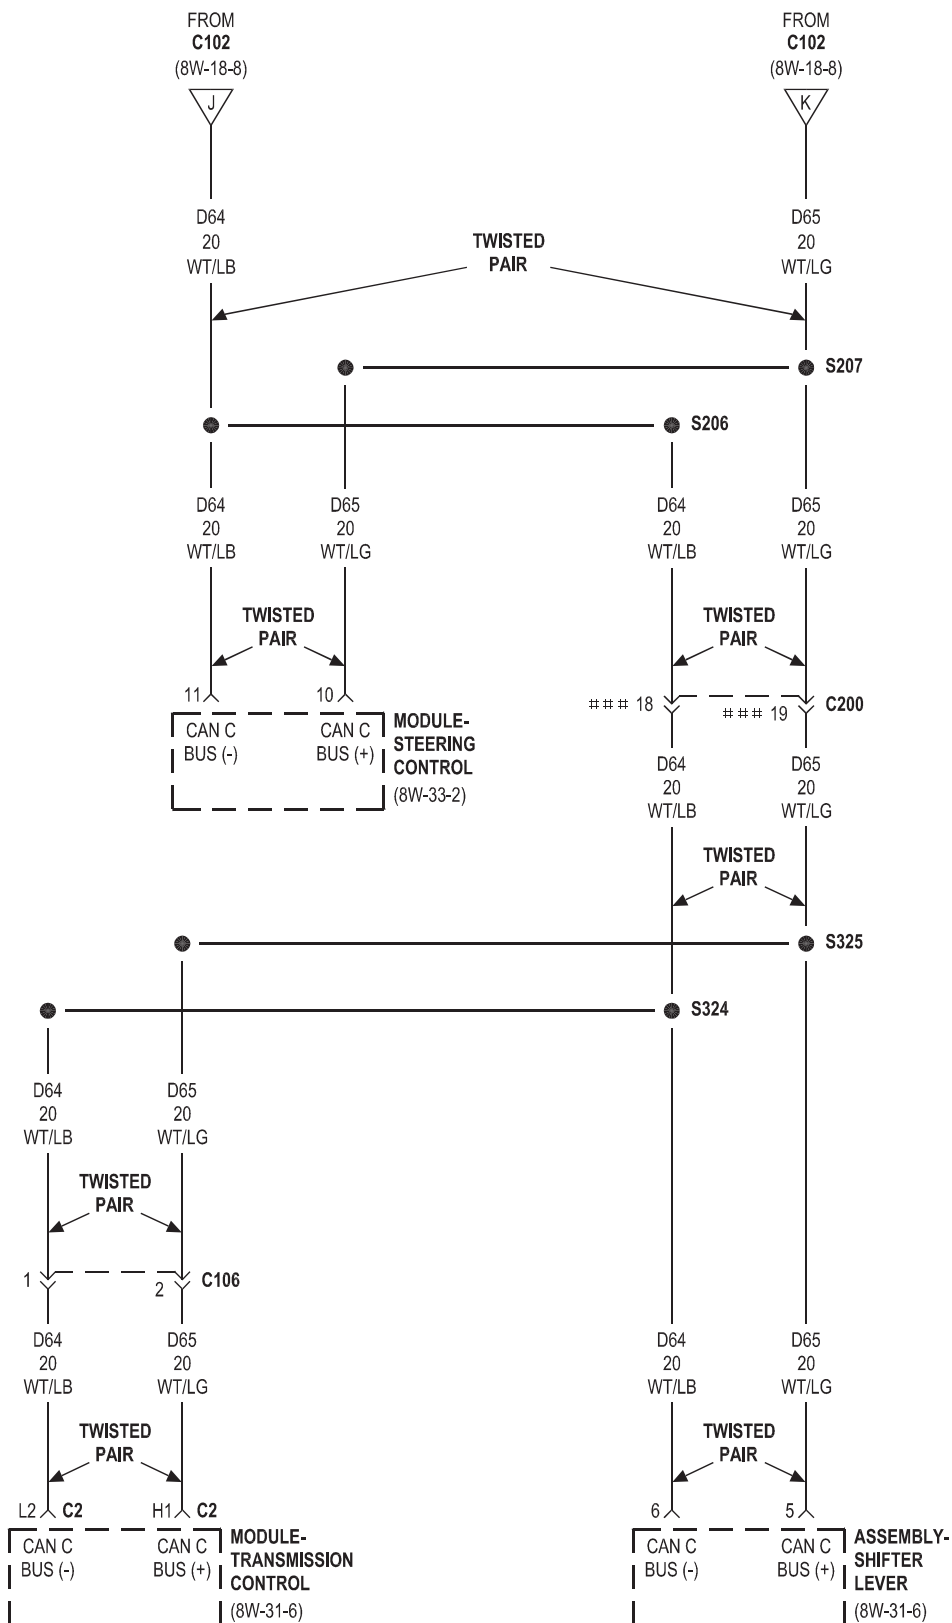 FROM
C102
(8W-18-8)
J
FROM
C102
(8W-18-8)
K
D64
20
WT/LB
TWISTED
PAIR
D65
20
WT/LG
S207
S206
D64
20
WT/LB
D65
20
WT/LG
D64
20
WT/LB
D65
20
WT/LG
TWISTED
PAIR
TWISTED
PAIR
11
10
### 18
### 19
C200
CAN C
BUS (-)
CAN C
BUS (+)
MODULE-
STEERING
CONTROL
(8W-33-2)
D64
20
WT/LB
D65
20
WT/LG
TWISTED
PAIR
S325
S324
D64
20
WT/LB
D65
20
WT/LG
TWISTED
PAIR
1
2
C106
D64
20
WT/LB
D65
20
WT/LG
D64
20
WT/LB
D65
20
WT/LG
TWISTED
PAIR
TWISTED
PAIR
L2 C2
H1 C2
6
5
CAN C
BUS (-)
CAN C
BUS (+)
MODULE-
TRANSMISSION
CONTROL
(8W-31-6)
CAN C
BUS (-)
CAN C
BUS (+)
ASSEMBLY-
SHIFTER
LEVER
(8W-31-6)